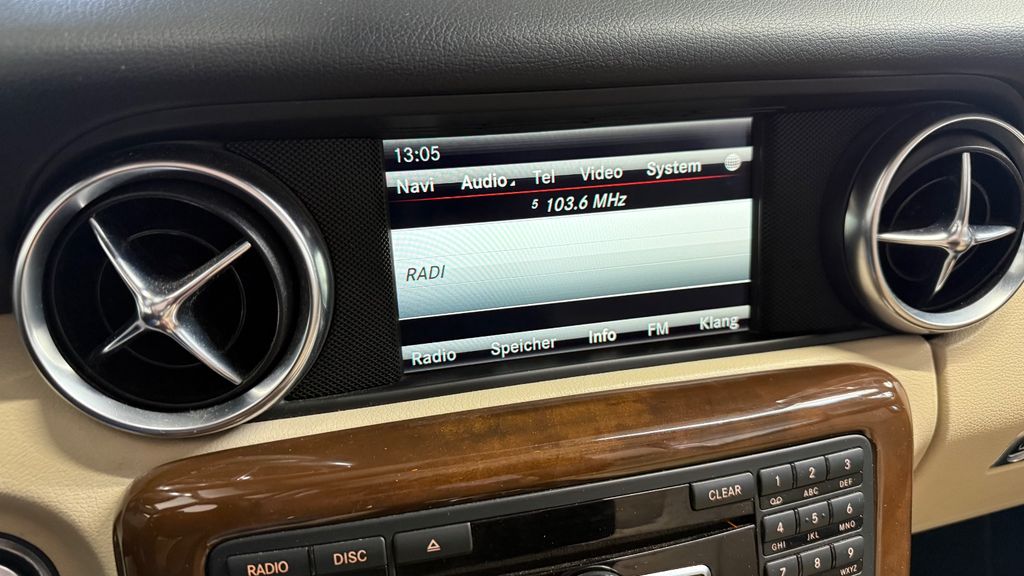 13:05
Navi Audio Tel Video System
5 103.6 MHz
RADI
Radio Speicher Info FM Klang
CLEAR 1 2 3
ABC DEF
4 5 6
GHI JKL MNO
RADIO DISC 7 8 9
WXYZ